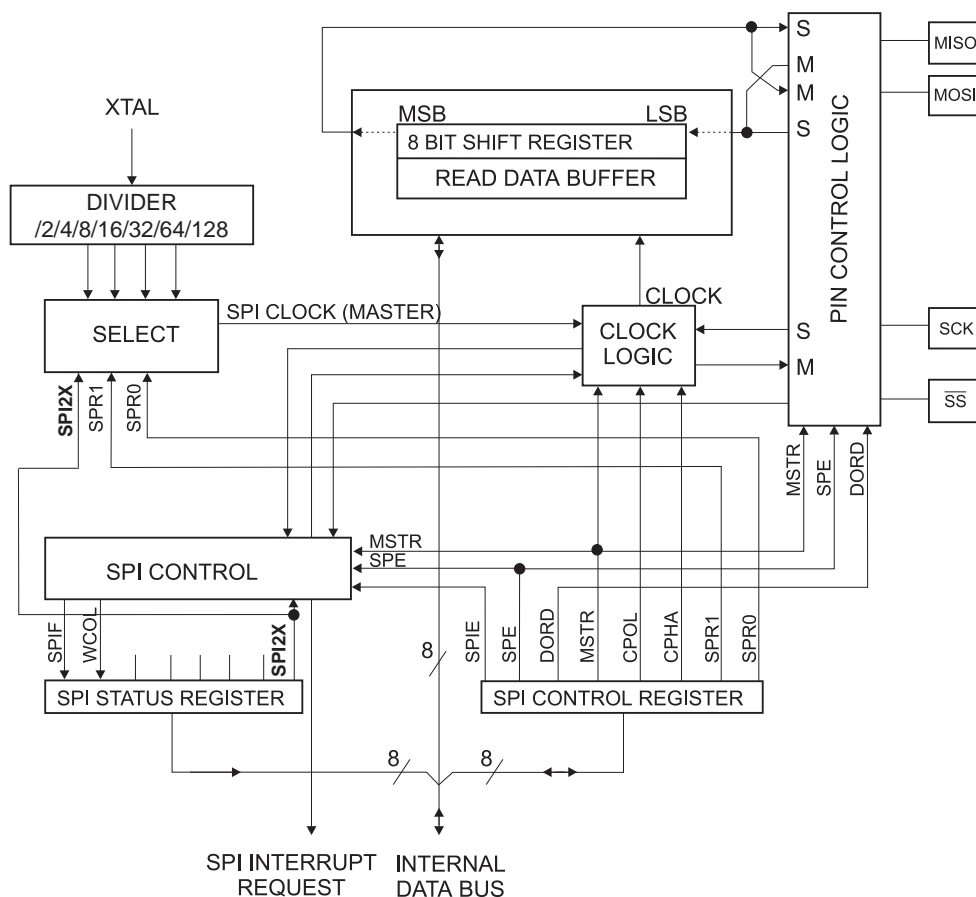 S
MISO
M
XTAL
MSB
LSB
M
MOSI
8 BIT SHIFT REGISTER
S
READ DATA BUFFER
DIVIDER
/2/4/8/16/32/64/128
PIN CONTROL LOGIC
SPI CLOCK (MASTER)
CLOCK
SELECT
CLOCK
LOGIC
S
SCK
M
SPI2X
SPR1
SPR0
SS
MSTR
SPE
DORD
MSTR
SPE
SPI CONTROL
SPIF
WCOL
SPI2X
8
SPIE
SPE
DORD
MSTR
CPOL
CPHA
SPR1
SPR0
SPI STATUS REGISTER
SPI CONTROL REGISTER
8
8
SPI INTERRUPT
REQUEST
INTERNAL
DATA BUS